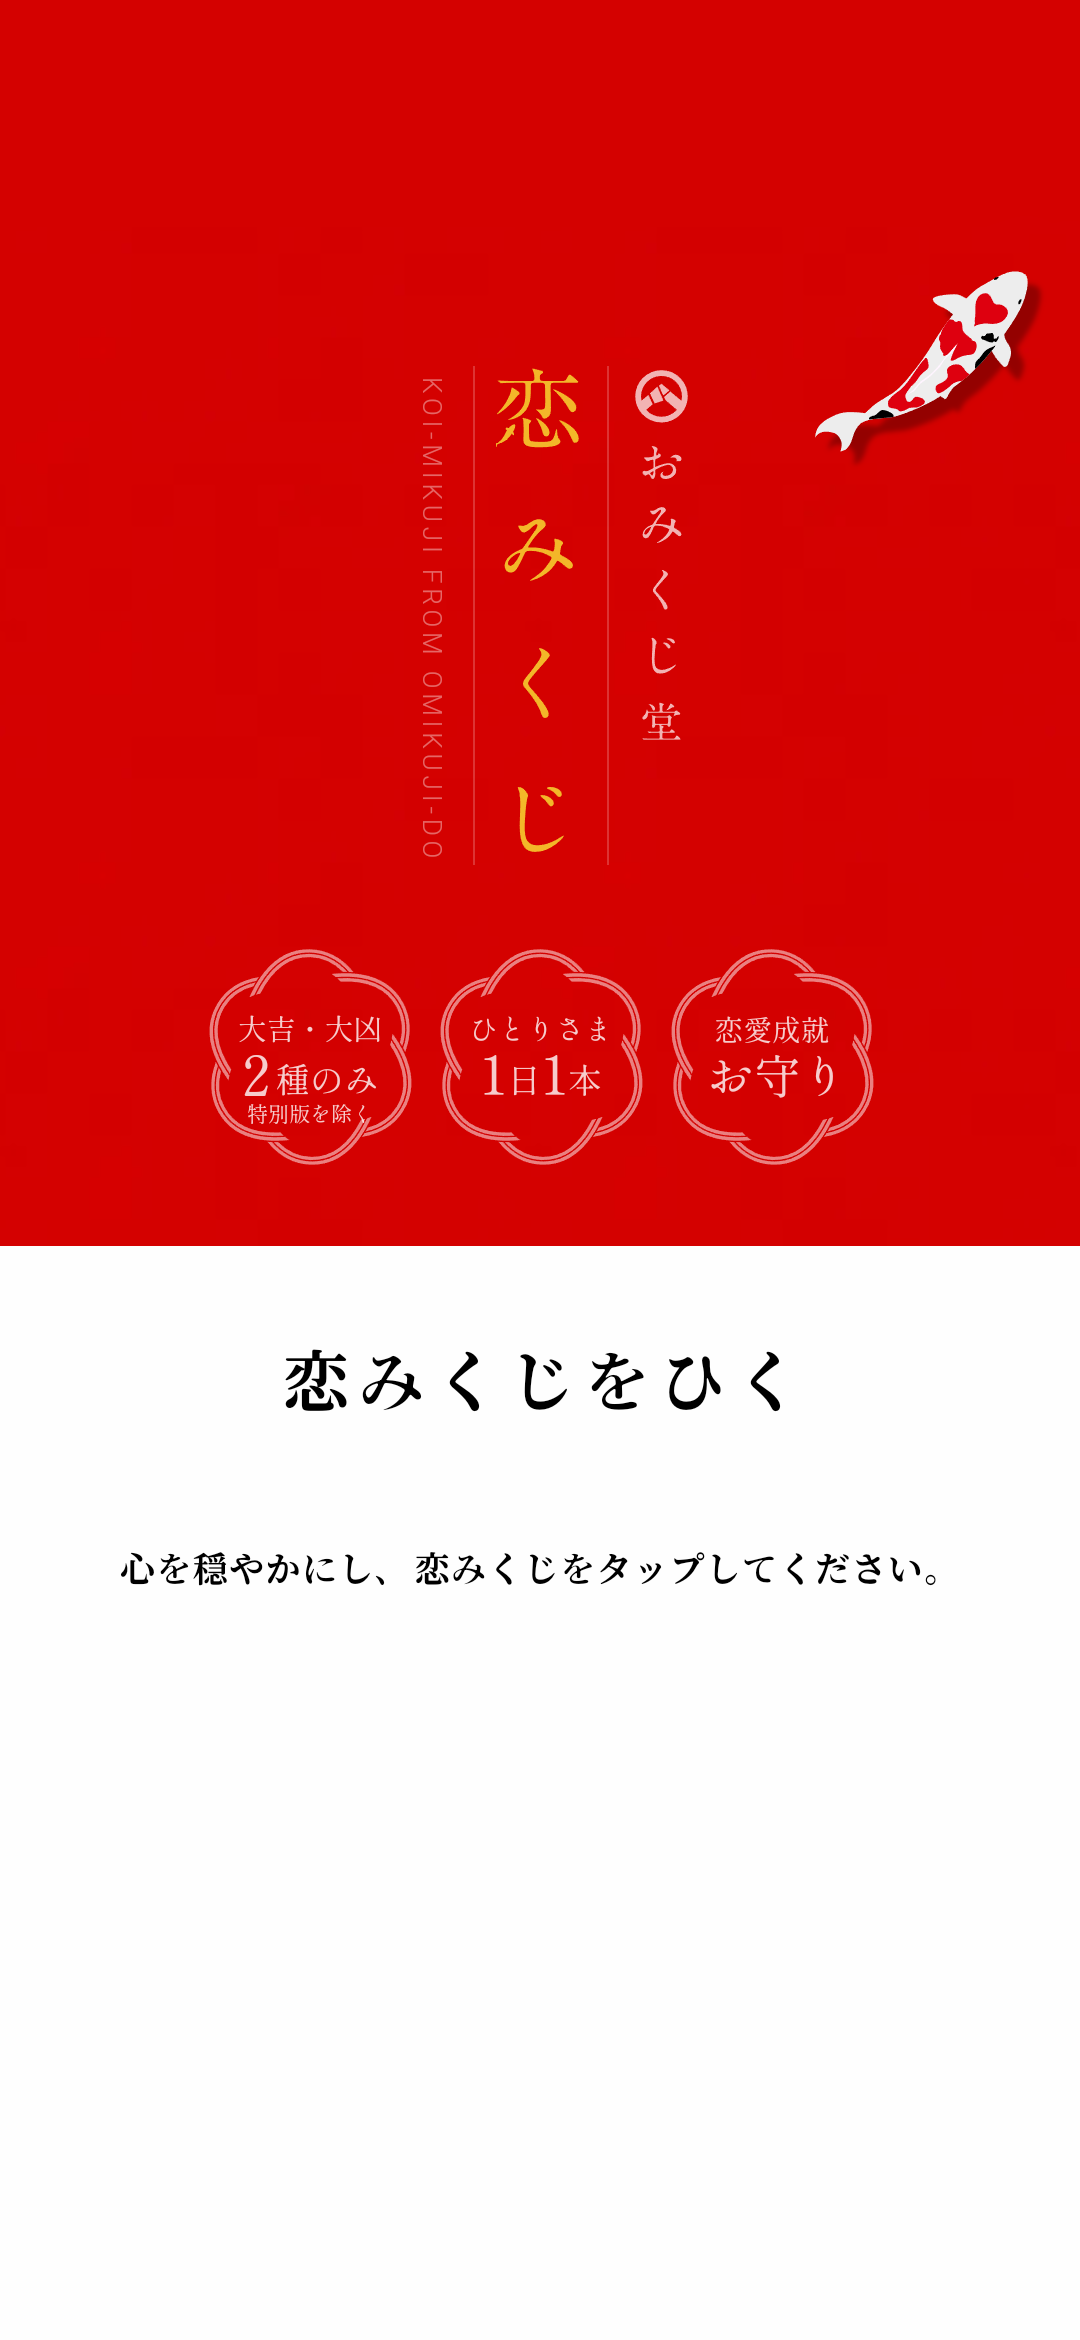 おみくじ堂
恋みくじ
KOI-MIKUJI FROM OMIKUJI-DO
大吉・大凶
2種のみ
特別版を除く
ひとりさま
1日1本
恋愛成就
お守り
恋みくじをひく
心を穏やかにし、恋みくじをタップしてください。